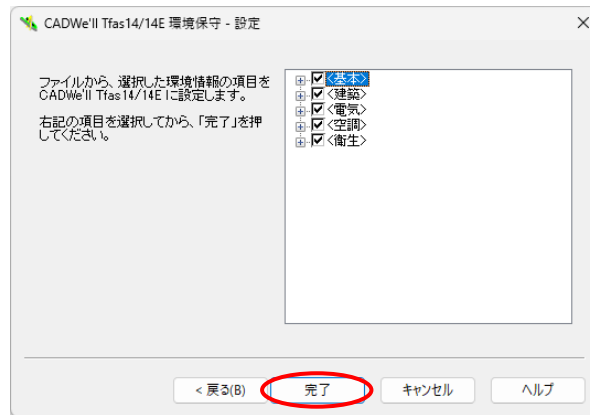 CADWe'll Tfas14/14E 環境保守 - 設定
ファイルから、選択した環境情報の項目を
CADWe'll Tfas14/14Eに設定します。
右記の項目を選択してから、「完了」を押
してください。
<基本>
<建築>
<電気>
<空調>
<衛生>
< 戻る(B)
完了
キャンセル
ヘルプ